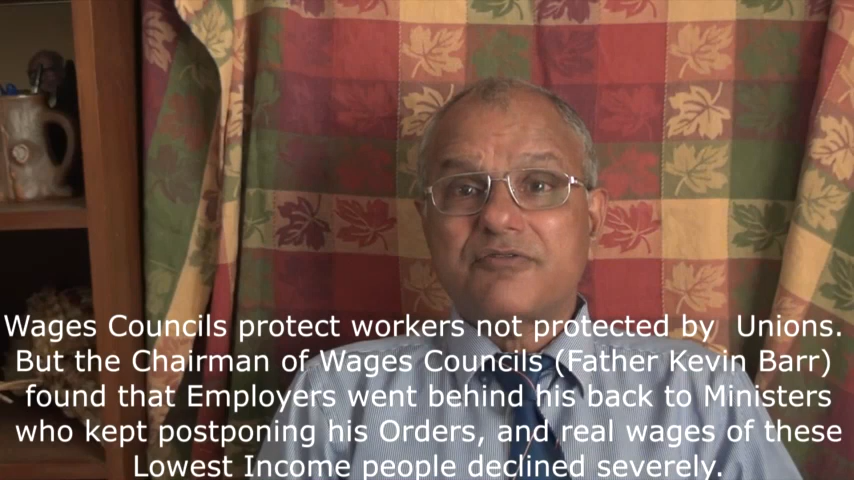 Wages Councils protect workers not protected by  Unions.
But the Chairman of Wages Councils (Father Kevin Barr)
found that Employers went behind his back to Ministers
who kept postponing his Orders, and real wages of these
Lowest Income people declined severely.